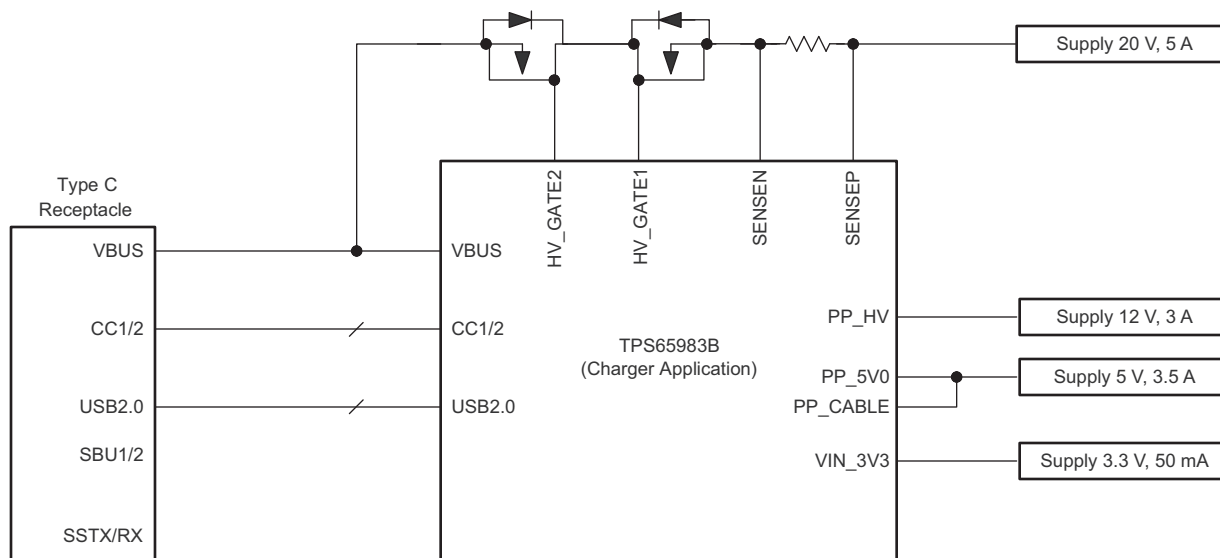 Supply 20 V, 5 A
HV_GATE2
HV_GATE1
SENSEN
SENSEP
Type C
Receptacle
VBUS
VBUS
CC1/2
CC1/2
USB2.0
USB2.0
SBU1/2
SSTX/RX
TPS65983B
(Charger Application)
PP_HV
Supply 12 V, 3 A
PP_5V0
Supply 5 V, 3.5 A
PP_CABLE
VIN_3V3
Supply 3.3 V, 50 mA